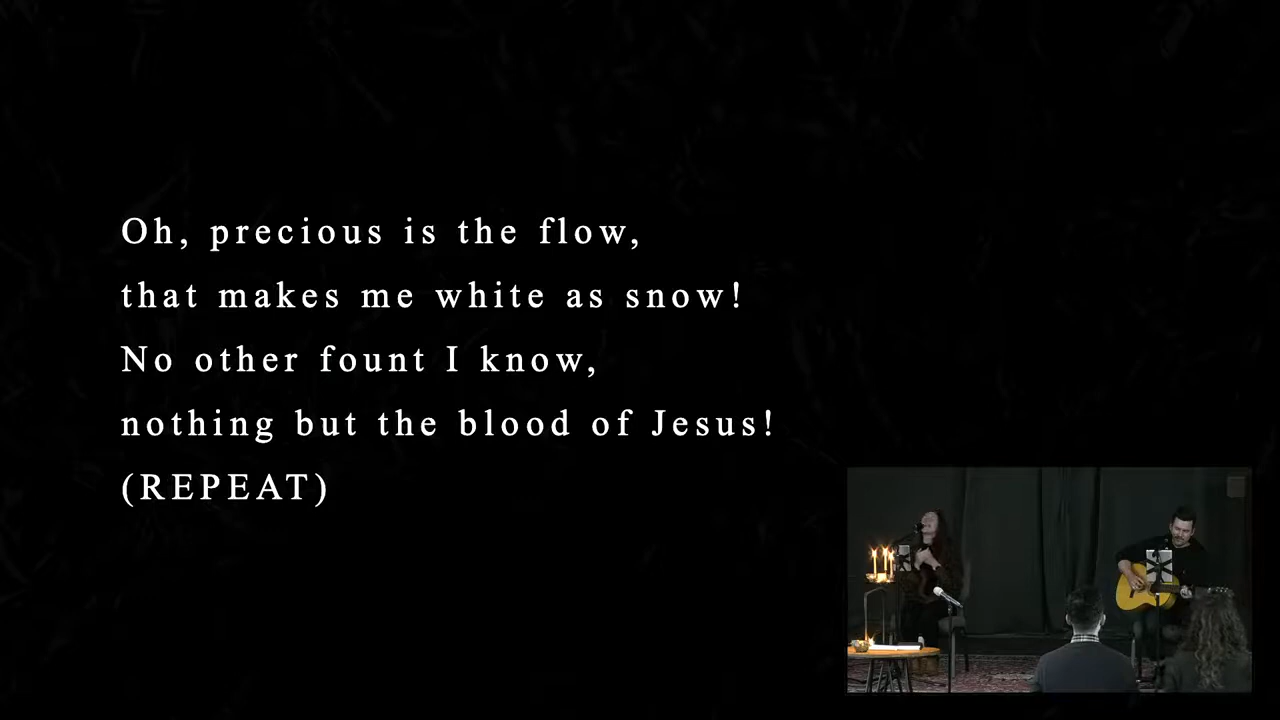 Oh, precious is the flow,
that makes me white as snow!
No other fount I know,
nothing but the blood of Jesus!
(REPEAT)